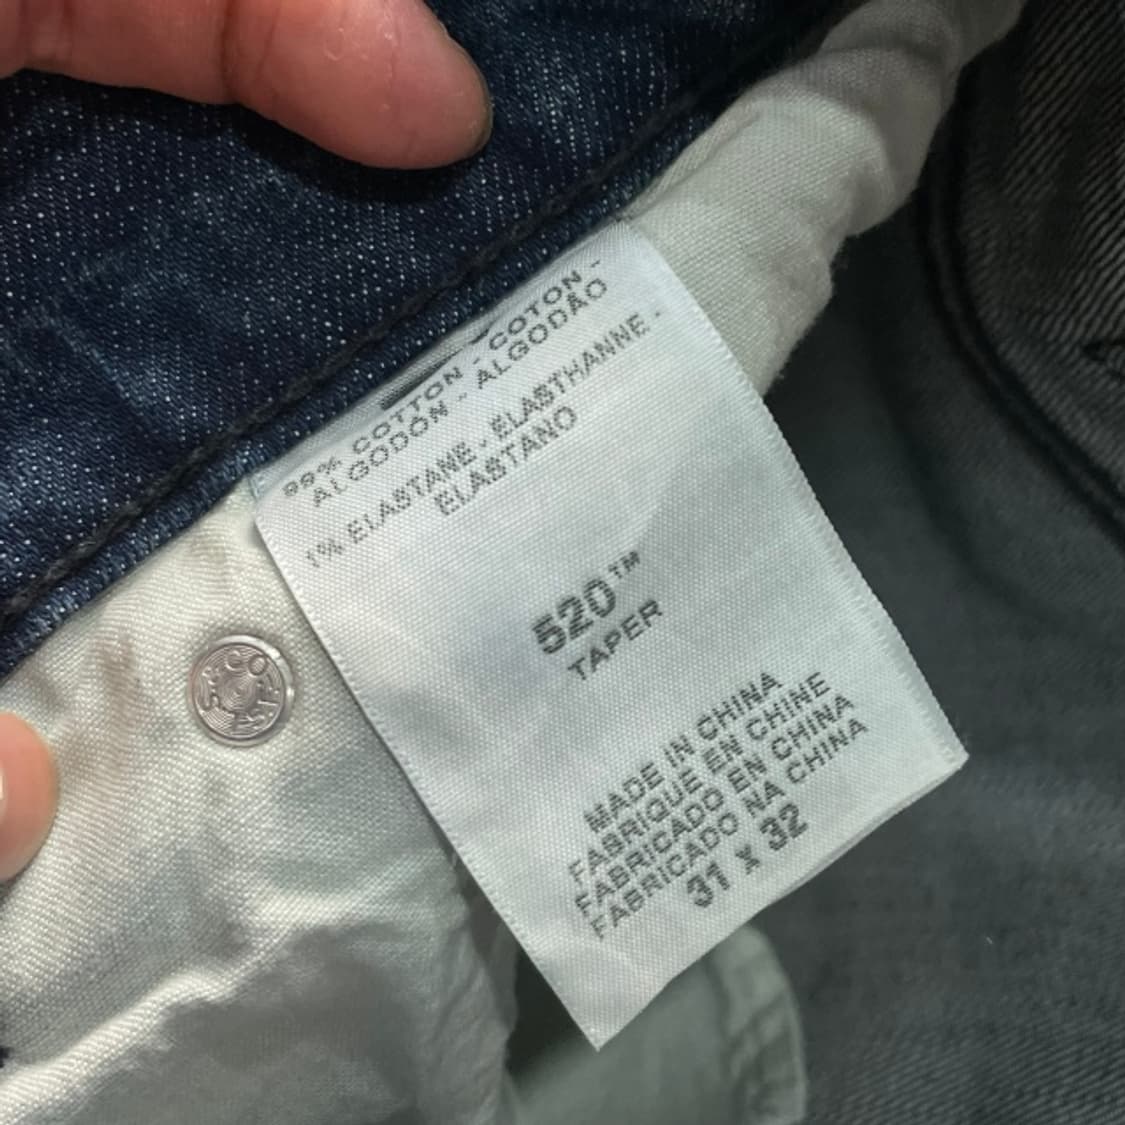 99% COTTON - COTON -
ALGODÓN - ALGODÃO
1% ELASTANE - ELASTHANNE -
ELASTANO
520™
TAPER
MADE IN CHINA
FABRIQUÉ EN CHINE
FABRICADO EN CHINA
FABRICADO NA CHINA
31 X 32